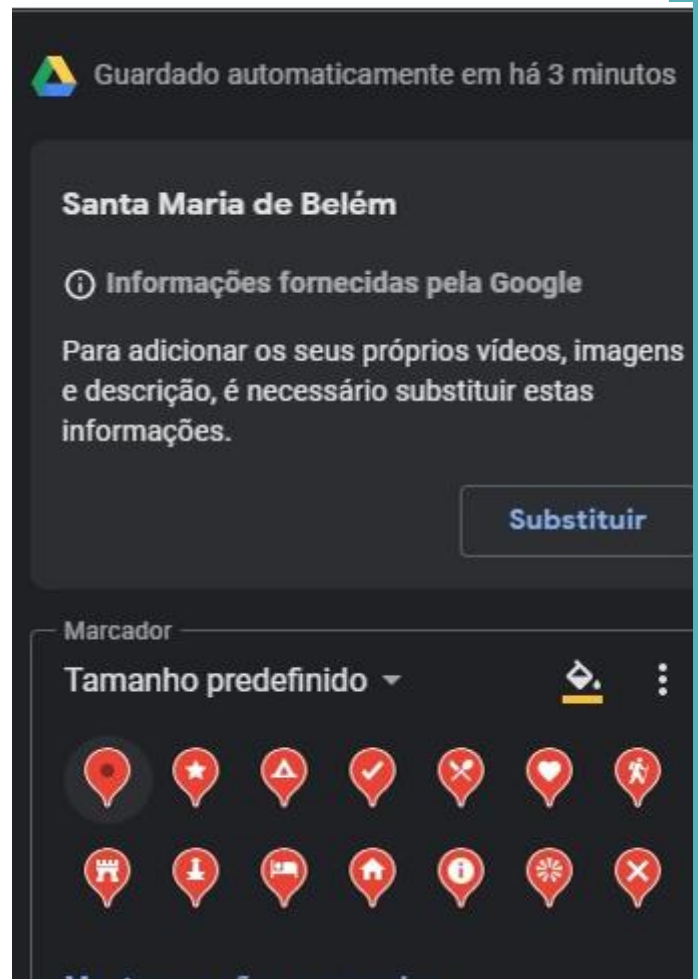 Guardado automaticamente em há 3 minutos
Santa Maria de Belém
Informações fornecidas pela Google
Para adicionar os seus próprios vídeos, imagens
e descrição, é necessário substituir estas
informações.
Substituir
Marcador
Tamanho predefinido